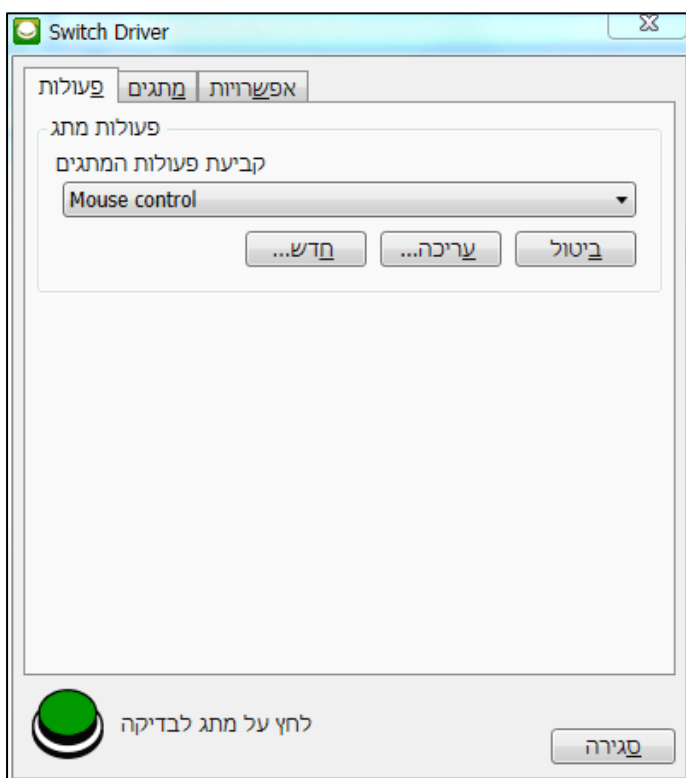 Switch Driver
פעולות
מתגים
אפשרויות
פעולות מתג
קביעת פעולות המתגים
Mouse control
חדש...
עריכה...
ביטול
לחץ על מתג לבדיקה
סגירה